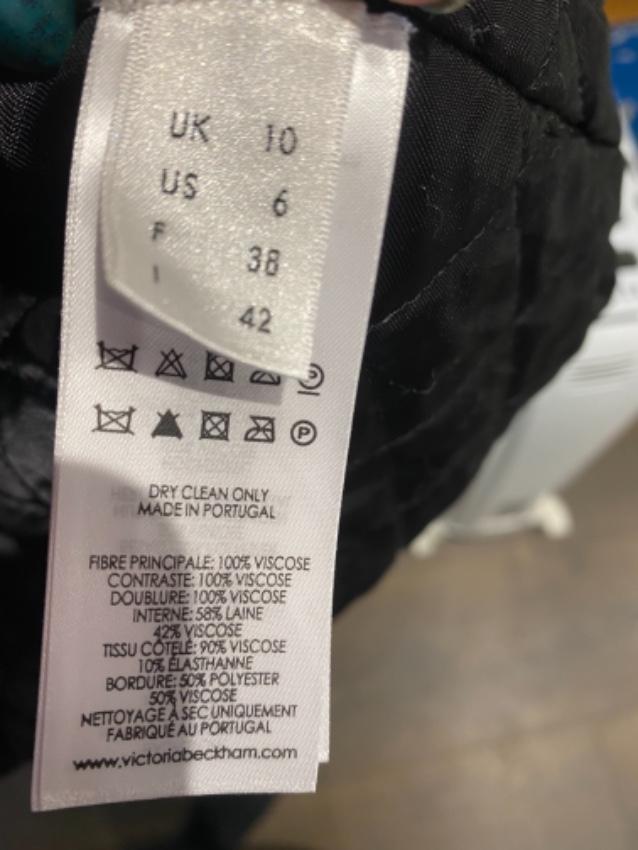 UK 10
US 6
F 38
I 42
P
DRY CLEAN ONLY
MADE IN PORTUGAL
FIBRE PRINCIPALE: 100% VISCOSE
CONTRASTE: 100% VISCOSE
DOUBLURE: 100% VISCOSE
INTERNE: 58% LAINE
42% VISCOSE
TISSU CÔTELÉ: 90% VISCOSE
10% ÉLASTHANNE
BORDURE: 50% POLYESTER
50% VISCOSE
NETTOYAGE À SEC UNIQUEMENT
FABRIQUÉ AU PORTUGAL
www.victoriabeckham.com